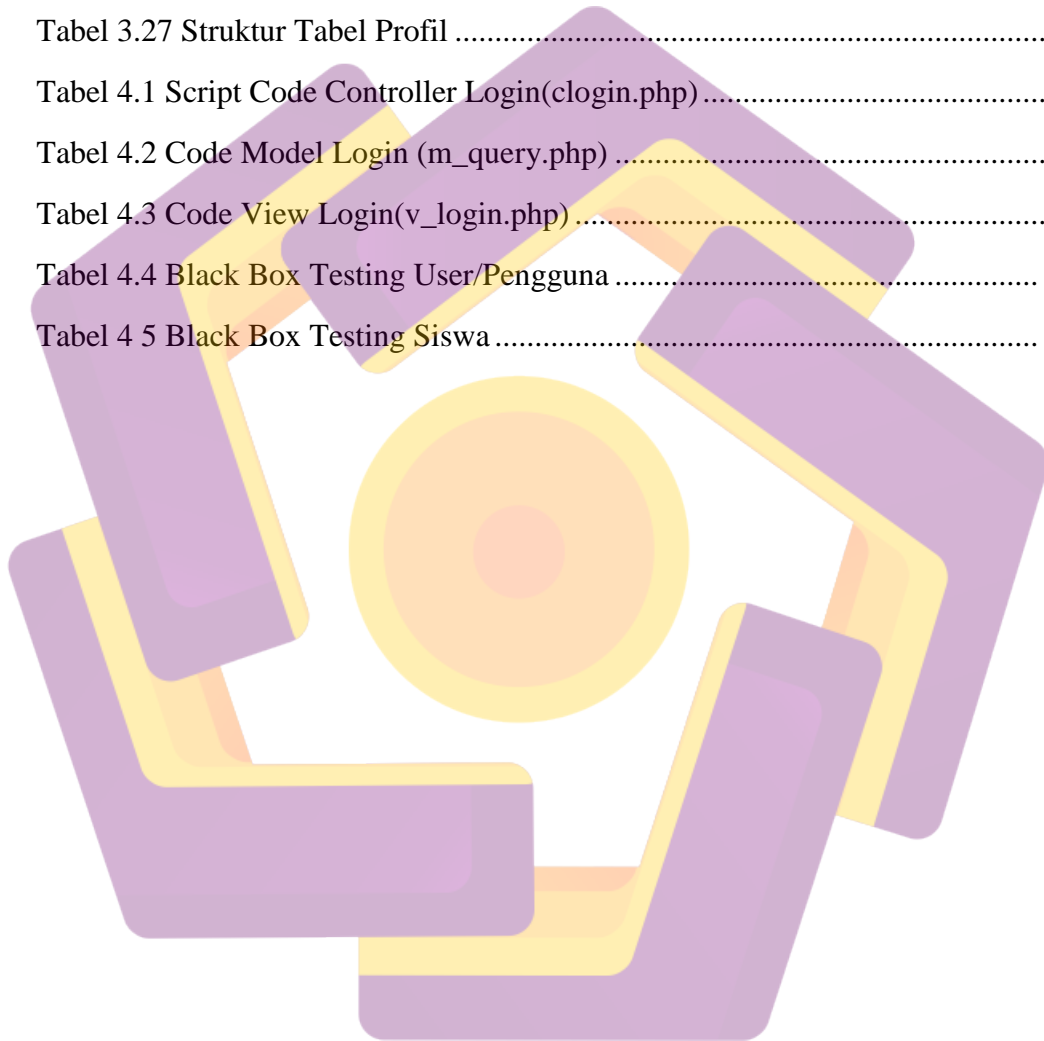 Tabel 3.27 Struktur Tabel Profil ................................................................
Tabel 4.1 Script Code Controller Login(clogin.php) .....................................
Tabel 4.2 Code Model Login (m_query.php) ................................................
Tabel 4.3 Code View Login(v_login.php) .....................................................
Tabel 4.4 Black Box Testing User/Pengguna ...............................................
Tabel 4 5 Black Box Testing Siswa ..............................................................